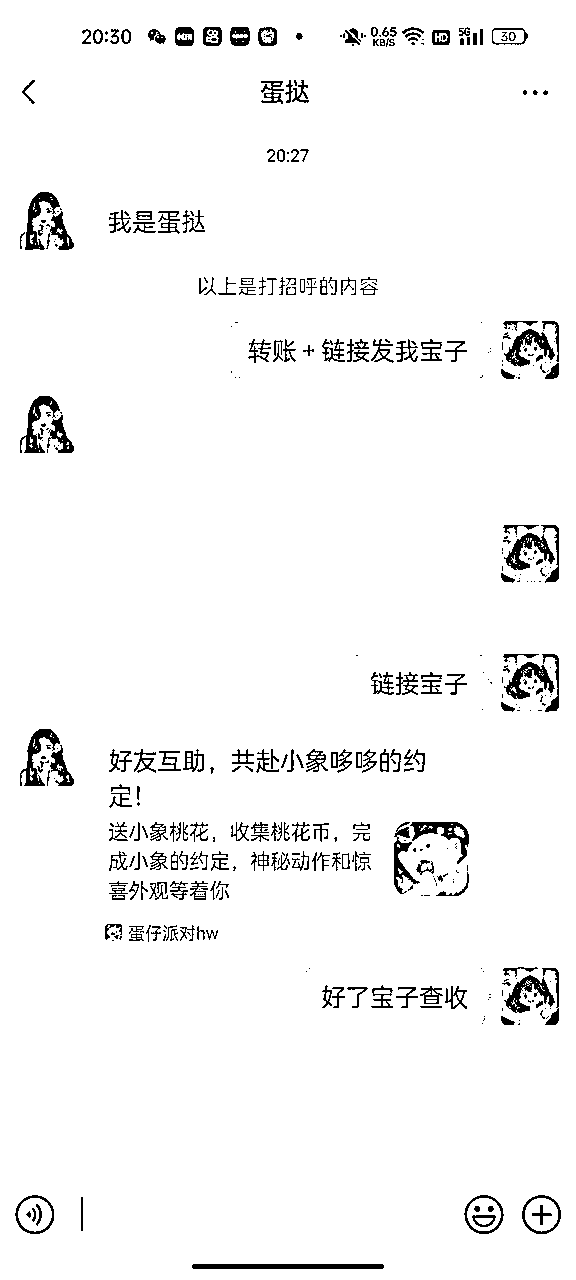 20:30
0.65
KB/S
HD
5G
30
蛋挞
20:27
我是蛋挞
以上是打招呼的内容
转账+链接发我宝子
链接宝子
好友互助，共赴小象哆哆的约
定！
送小象桃花，收集桃花币，完
成小象的约定，神秘动作和惊
喜外观等着你
蛋仔派对hw
好了宝子查收